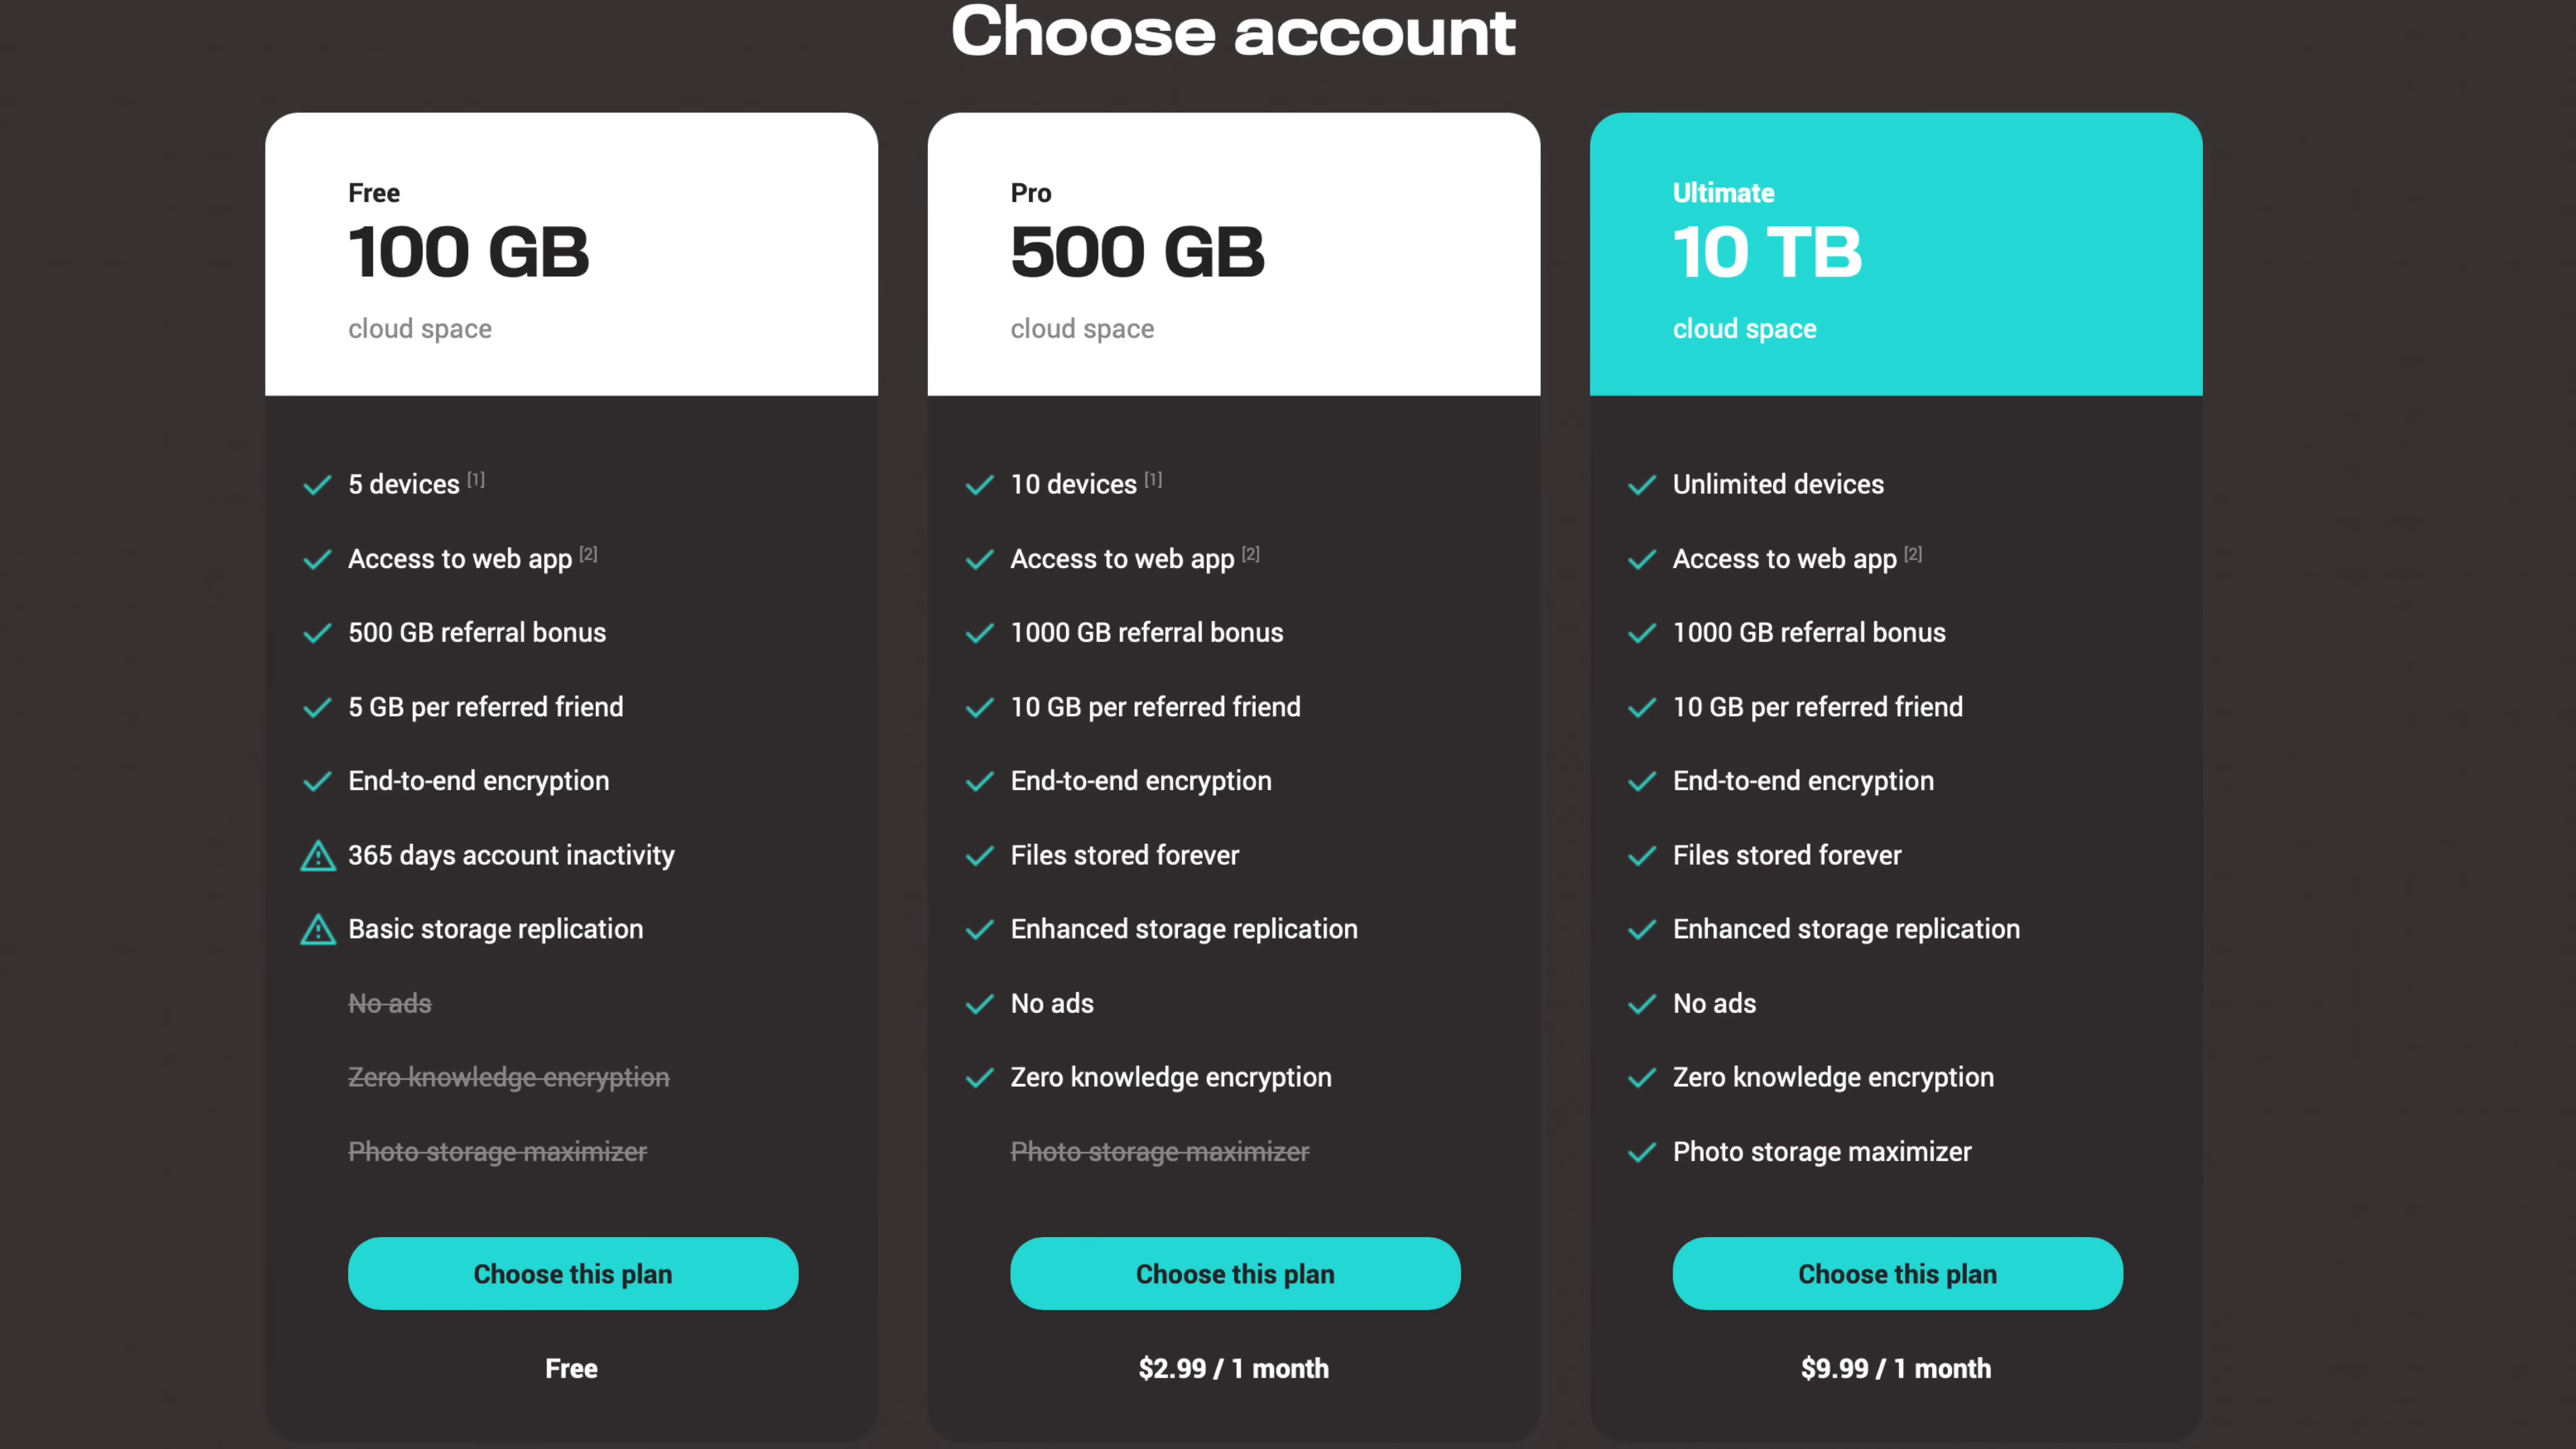 Choose account
Free
100 GB
cloud space
5 devices [1]
Access to web app [2]
500 GB referral bonus
5 GB per referred friend
End-to-end encryption
365 days account inactivity
Basic storage replication
No ads
Zero knowledge encryption
Photo storage maximizer
Choose this plan
Free
Pro
500 GB
cloud space
10 devices [1]
Access to web app [2]
1000 GB referral bonus
10 GB per referred friend
End-to-end encryption
Files stored forever
Enhanced storage replication
No ads
Zero knowledge encryption
Photo storage maximizer
Choose this plan
$2.99 / 1 month
Ultimate
10 TB
cloud space
Unlimited devices
Access to web app [2]
1000 GB referral bonus
10 GB per referred friend
End-to-end encryption
Files stored forever
Enhanced storage replication
No ads
Zero knowledge encryption
Photo storage maximizer
Choose this plan
$9.99 / 1 month